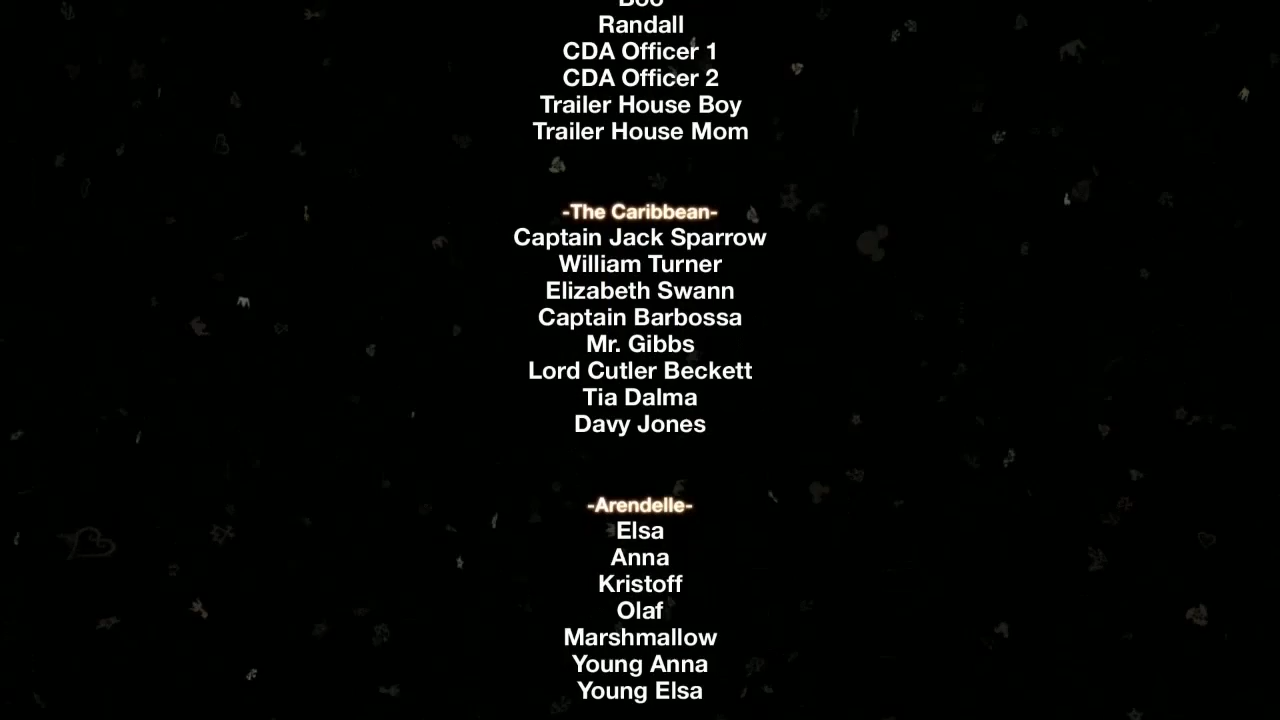 Boo
Randall
CDA Officer 1
CDA Officer 2
Trailer House Boy
Trailer House Mom
-The Caribbean-
Captain Jack Sparrow
William Turner
Elizabeth Swann
Captain Barbossa
Mr. Gibbs
Lord Cutler Beckett
Tia Dalma
Davy Jones
-Arendelle-
Elsa
Anna
Kristoff
Olaf
Marshmallow
Young Anna
Young Elsa